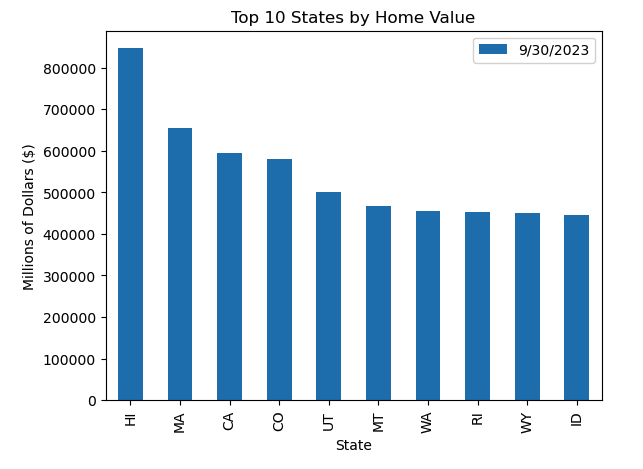 Top 10 States by Home Value
9/30/2023
Millions of Dollars ($)
800000
700000
600000
500000
400000
300000
200000
100000
0
HI MA CA CO UT MT WA RI WY ID
State